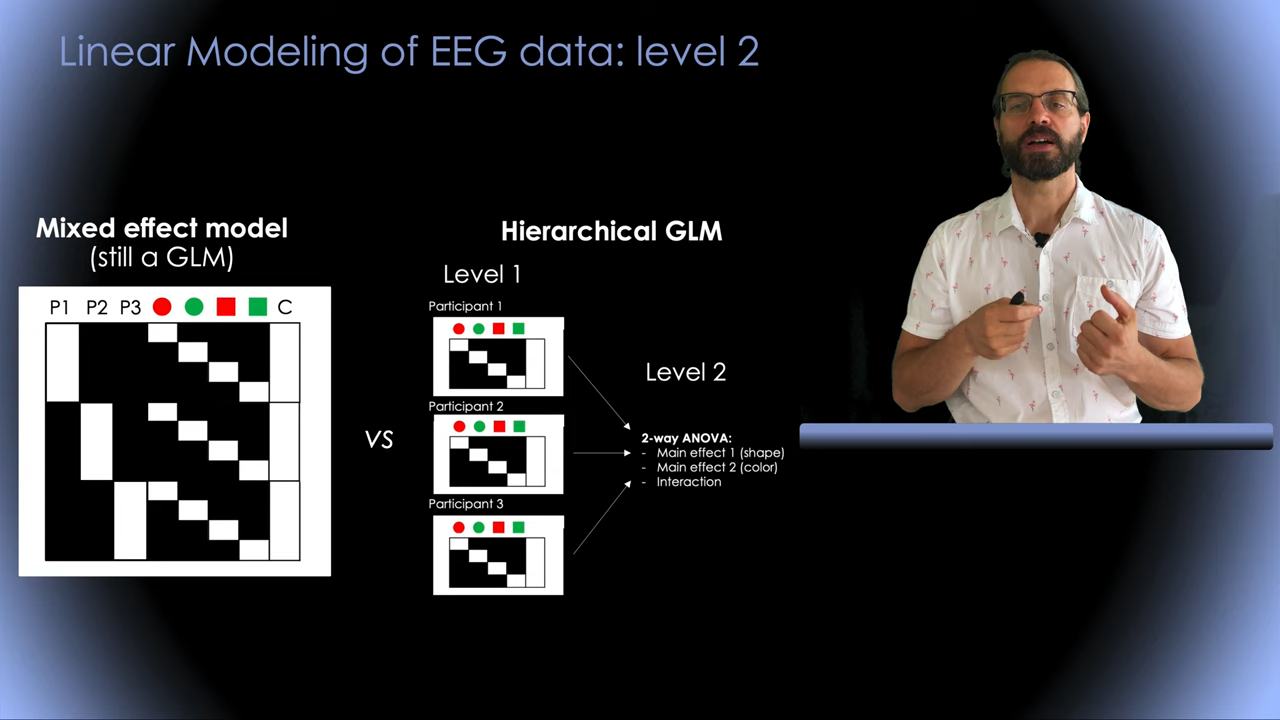 Linear Modeling of EEG data: level 2
Mixed effect model
(still a GLM)
P1 P2 P3 C
vs
Hierarchical GLM
Level 1
Participant 1
Participant 2
Participant 3
Level 2
2-way ANOVA:
- Main effect 1 (shape)
- Main effect 2 (color)
- Interaction